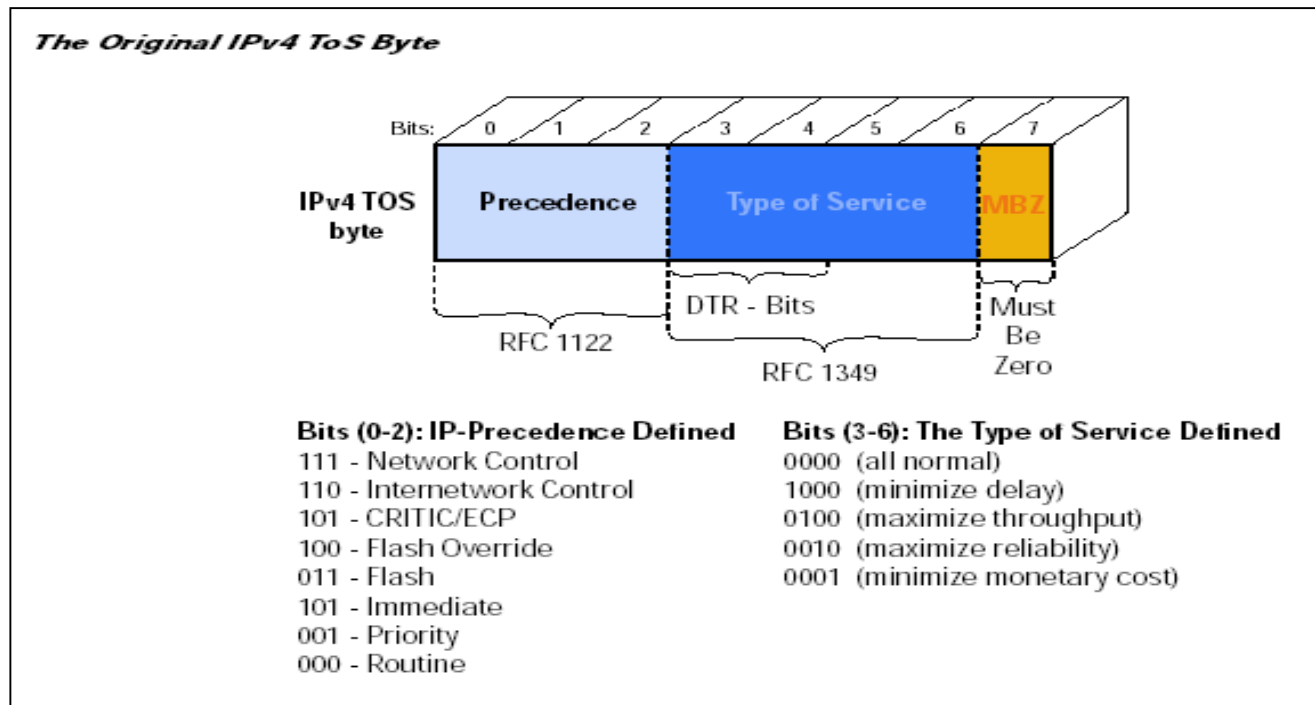 The Original IPv4 ToS Byte
Bits: 0 1 2 3 4 5 6 7
IPv4 TOS
byte
Precedence
Type of Service
MBZ
DTR - Bits
RFC 1122
RFC 1349
Must
Be
Zero
Bits (0-2): IP-Precedence Defined
111 - Network Control
110 - Internetwork Control
101 - CRITIC/ECP
100 - Flash Override
011 - Flash
101 - Immediate
001 - Priority
000 - Routine
Bits (3-6): The Type of Service Defined
0000 (all normal)
1000 (minimize delay)
0100 (maximize throughput)
0010 (maximize reliability)
0001 (minimize monetary cost)